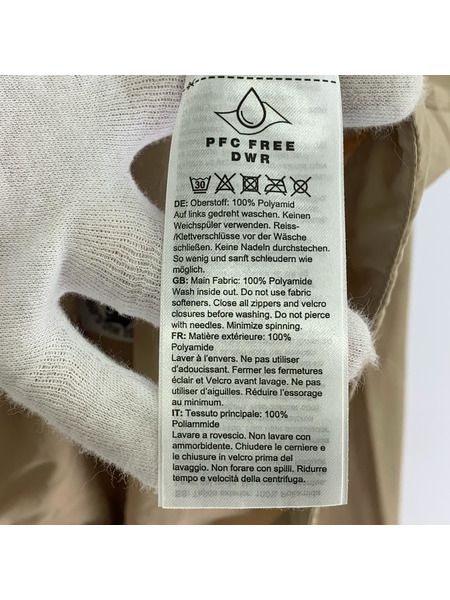 PFC FREE
DWR
30
DE: Oberstoff: 100% Polyamid
Auf links gedreht waschen. Keinen
Weichspüler verwenden. Reiss-
/Klettverschlüsse vor der Wäsche
schließen. Keine Nadeln durchstechen.
So wenig und sanft schleudern wie
möglich.
GB: Main Fabric: 100% Polyamide
Wash inside out. Do not use fabric
softeners. Close all zippers and velcro
closures before washing. Do not pierce
with needles. Minimize spinning.
FR: Matière extérieure: 100%
Polyamide
Laver à l'envers. Ne pas utiliser
d'adoucissant. Fermer les fermetures
éclair et Velcro avant lavage. Ne pas
utiliser d'aiguilles. Réduire l'essorage
au minimum.
IT: Tessuto principale: 100%
Poliammide
Lavare a rovescio. Non lavare con
ammorbidente. Chiudere le cerniere e
le chiusure in velcro prima del
lavaggio. Non forare con spilli. Ridurre
tempo e velocità della centrifuga.